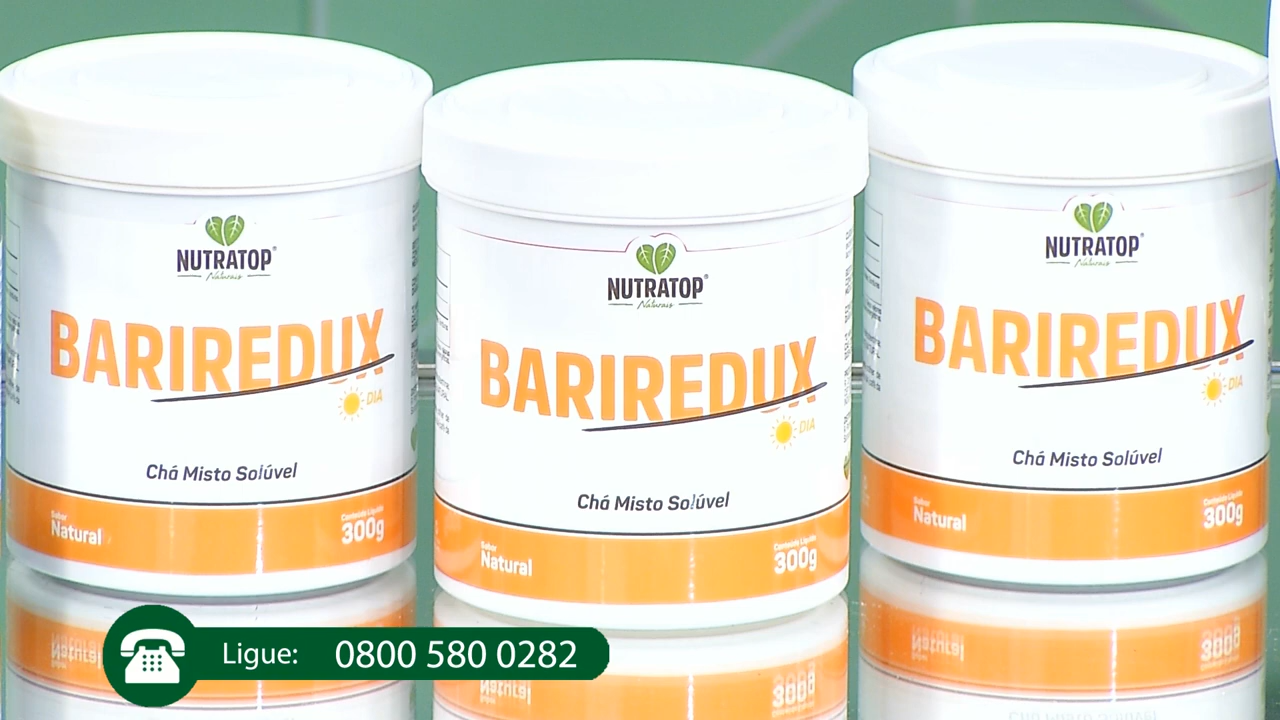 NUTRATOP®
Naturais
BARIREDUX
DIA
Chá Misto Solúvel
Sabor
Natural
Conteúdo Líquido
300g
NUTRATOP®
Naturais
BARIREDUX
DIA
Chá Misto Solúvel
Sabor
Natural
Conteúdo Líquido
300g
NUTRATOP®
Naturais
BARIREDUX
DIA
Chá Misto Solúvel
Sabor
Natural
Conteúdo Líquido
300g
Ligue: 0800 580 0282